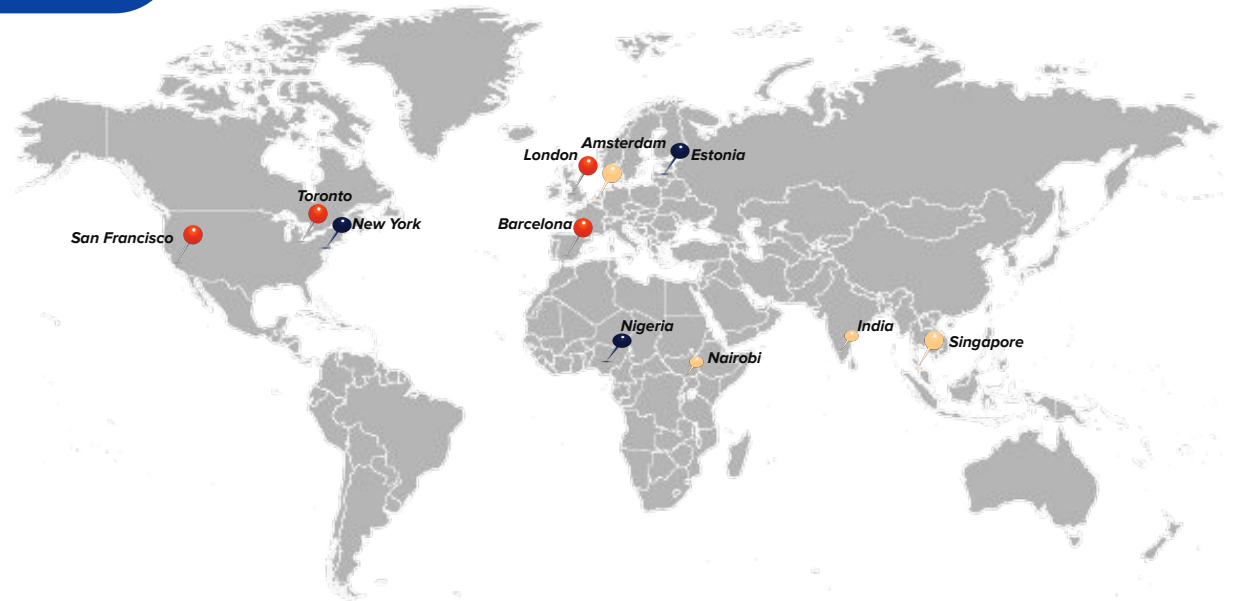 Amsterdam
London
Estonia
Toronto
New York
Barcelona
San Francisco
Nigeria
India
Singapore
Nairobi